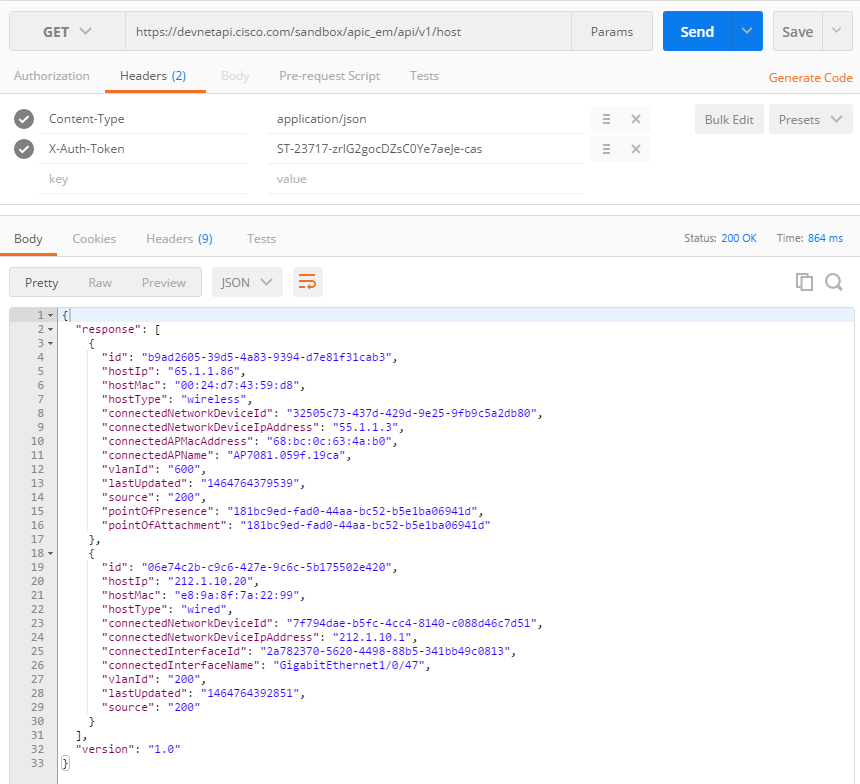 GET https://devnetapi.cisco.com/sandbox/apic_em/api/v1/host Params Send Save
Authorization Headers (2) Body Pre-request Script Tests Generate Code
Content-Type application/json Bulk Edit Presets
X-Auth-Token ST-23717-zrIG2gocDZsC0Ye7aeJe-cas
key value
Body Cookies Headers (9) Tests Status: 200 OK Time: 864 ms
Pretty Raw Preview JSON
1 {
2 "response": [
3 {
4 "id": "b9ad2605-39d5-4a83-9394-d7e81f31cab3",
5 "hostIp": "65.1.1.86",
6 "hostMac": "00:24:d7:43:59:d8",
7 "hostType": "wireless",
8 "connectedNetworkDeviceId": "32505c73-437d-429d-9e25-9fb9c5a2db80",
9 "connectedNetworkDeviceIpAddress": "55.1.1.3",
10 "connectedAPMacAddress": "68:bc:0c:63:4a:b0",
11 "connectedAPName": "AP7081.059f.19ca",
12 "vlanId": "600",
13 "lastUpdated": "1464764379539",
14 "source": "200",
15 "pointOfPresence": "181bc9ed-fad0-44aa-bc52-b5e1ba06941d",
16 "pointOfAttachment": "181bc9ed-fad0-44aa-bc52-b5e1ba06941d"
17 },
18 {
19 "id": "06e74c2b-c9c6-427e-9c6c-5b175502e420",
20 "hostIp": "212.1.10.20",
21 "hostMac": "e8:9a:8f:7a:22:99",
22 "hostType": "wired",
23 "connectedNetworkDeviceId": "7f794dae-b5fc-4cc4-8140-c088d46c7d51",
24 "connectedNetworkDeviceIpAddress": "212.1.10.1",
25 "connectedInterfaceId": "2a782370-5620-4498-88b5-341bb49c0813",
26 "connectedInterfaceName": "GigabitEthernet1/0/47",
27 "vlanId": "200",
28 "lastUpdated": "1464764392851",
29 "source": "200"
30 }
31 ],
32 "version": "1.0"
33 }